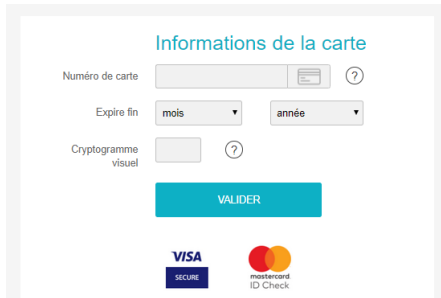 Informations de la carte
Numéro de carte
?
Expire fin
mois
année
Cryptogramme
visuel
?
VALIDER
VISA
SECURE
mastercard
ID Check